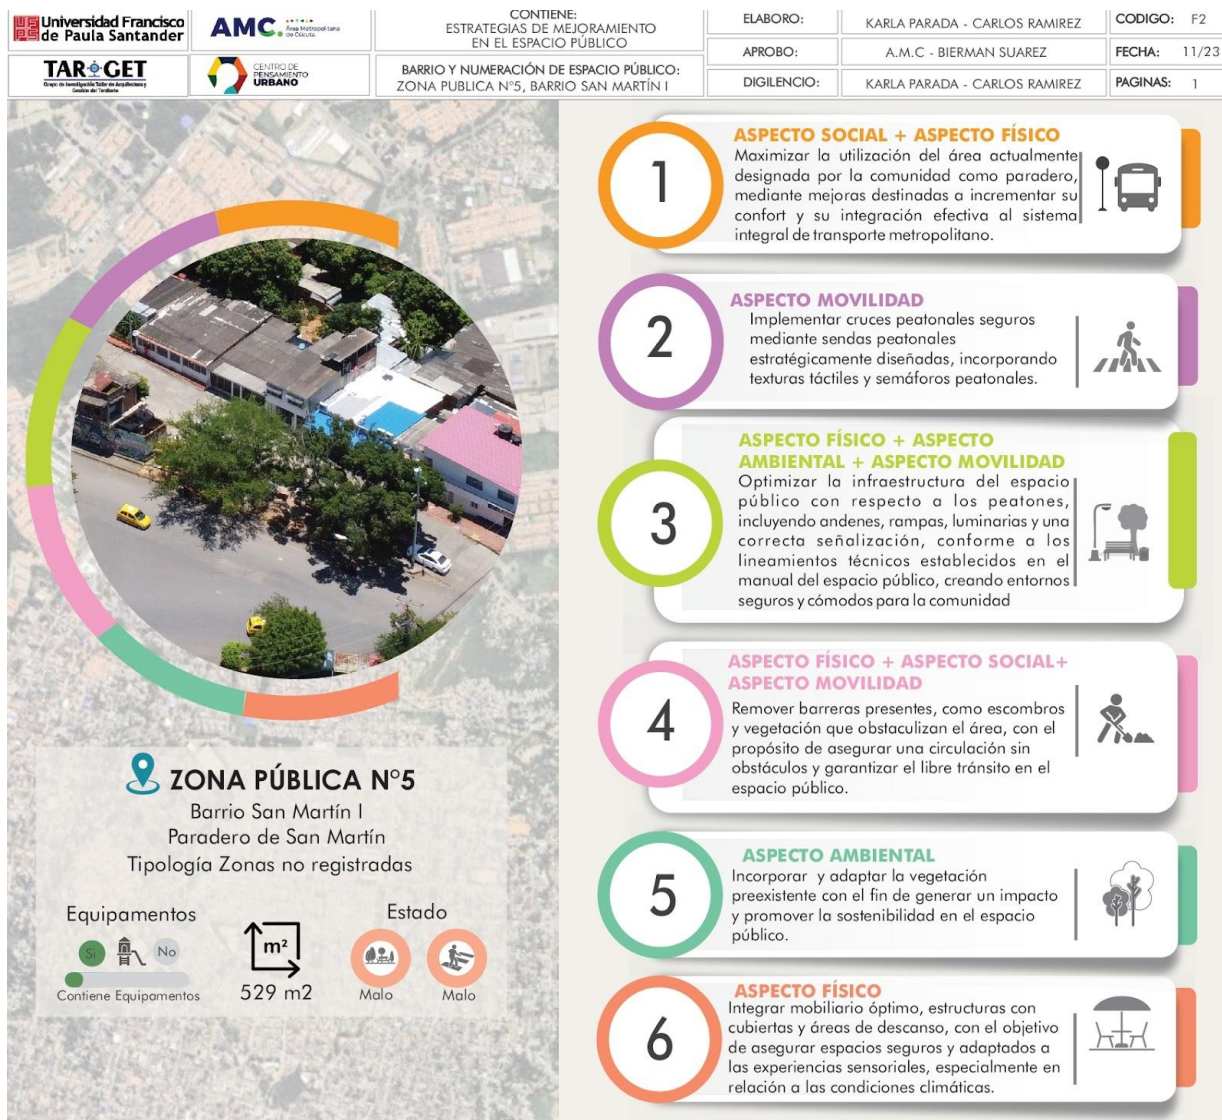 Universidad Francisco
de Paula Santander
AMC
Área Metropolitana
de Cúcuta
TARGET
Grupo de Investigación Taller de Arquitectura y
Gestión del Territorio
CENTRO DE
PENSAMIENTO
URBANO
CONTIENE:
ESTRATEGIAS DE MEJORAMIENTO
EN EL ESPACIO PÚBLICO
BARRIO Y NUMERACIÓN DE ESPACIO PÚBLICO:
ZONA PUBLICA N°5, BARRIO SAN MARTÍN I
ELABORO:
KARLA PARADA - CARLOS RAMIREZ
CODIGO: F2
APROBO:
A.M.C - BIERMAN SUAREZ
FECHA: 11/23
DIGILENCIO:
KARLA PARADA - CARLOS RAMIREZ
PAGINAS: 1
ZONA PÚBLICA N°5
Barrio San Martín I
Paradero de San Martín
Tipología Zonas no registradas
Equipamentos
Si
No
Contiene Equipamentos
m²
529 m2
Estado
Malo
Malo
1
ASPECTO SOCIAL + ASPECTO FÍSICO
Maximizar la utilización del área actualmente
designada por la comunidad como paradero,
mediante mejoras destinadas a incrementar su
confort y su integración efectiva al sistema
integral de transporte metropolitano.
2
ASPECTO MOVILIDAD
Implementar cruces peatonales seguros
mediante sendas peatonales
estratégicamente diseñadas, incorporando
texturas táctiles y semáforos peatonales.
3
ASPECTO FÍSICO + ASPECTO
AMBIENTAL + ASPECTO MOVILIDAD
Optimizar la infraestructura del espacio
público con respecto a los peatones,
incluyendo andenes, rampas, luminarias y una
correcta señalización, conforme a los
lineamientos técnicos establecidos en el
manual del espacio público, creando entornos
seguros y cómodos para la comunidad
4
ASPECTO FÍSICO + ASPECTO SOCIAL+
ASPECTO MOVILIDAD
Remover barreras presentes, como escombros
y vegetación que obstaculizan el área, con el
propósito de asegurar una circulación sin
obstáculos y garantizar el libre tránsito en el
espacio público.
5
ASPECTO AMBIENTAL
Incorporar y adaptar la vegetación
preexistente con el fin de generar un impacto
y promover la sostenibilidad en el espacio
público.
6
ASPECTO FÍSICO
Integrar mobiliario óptimo, estructuras con
cubiertas y áreas de descanso, con el objetivo
de asegurar espacios seguros y adaptados a
las experiencias sensoriales, especialmente en
relación a las condiciones climáticas.